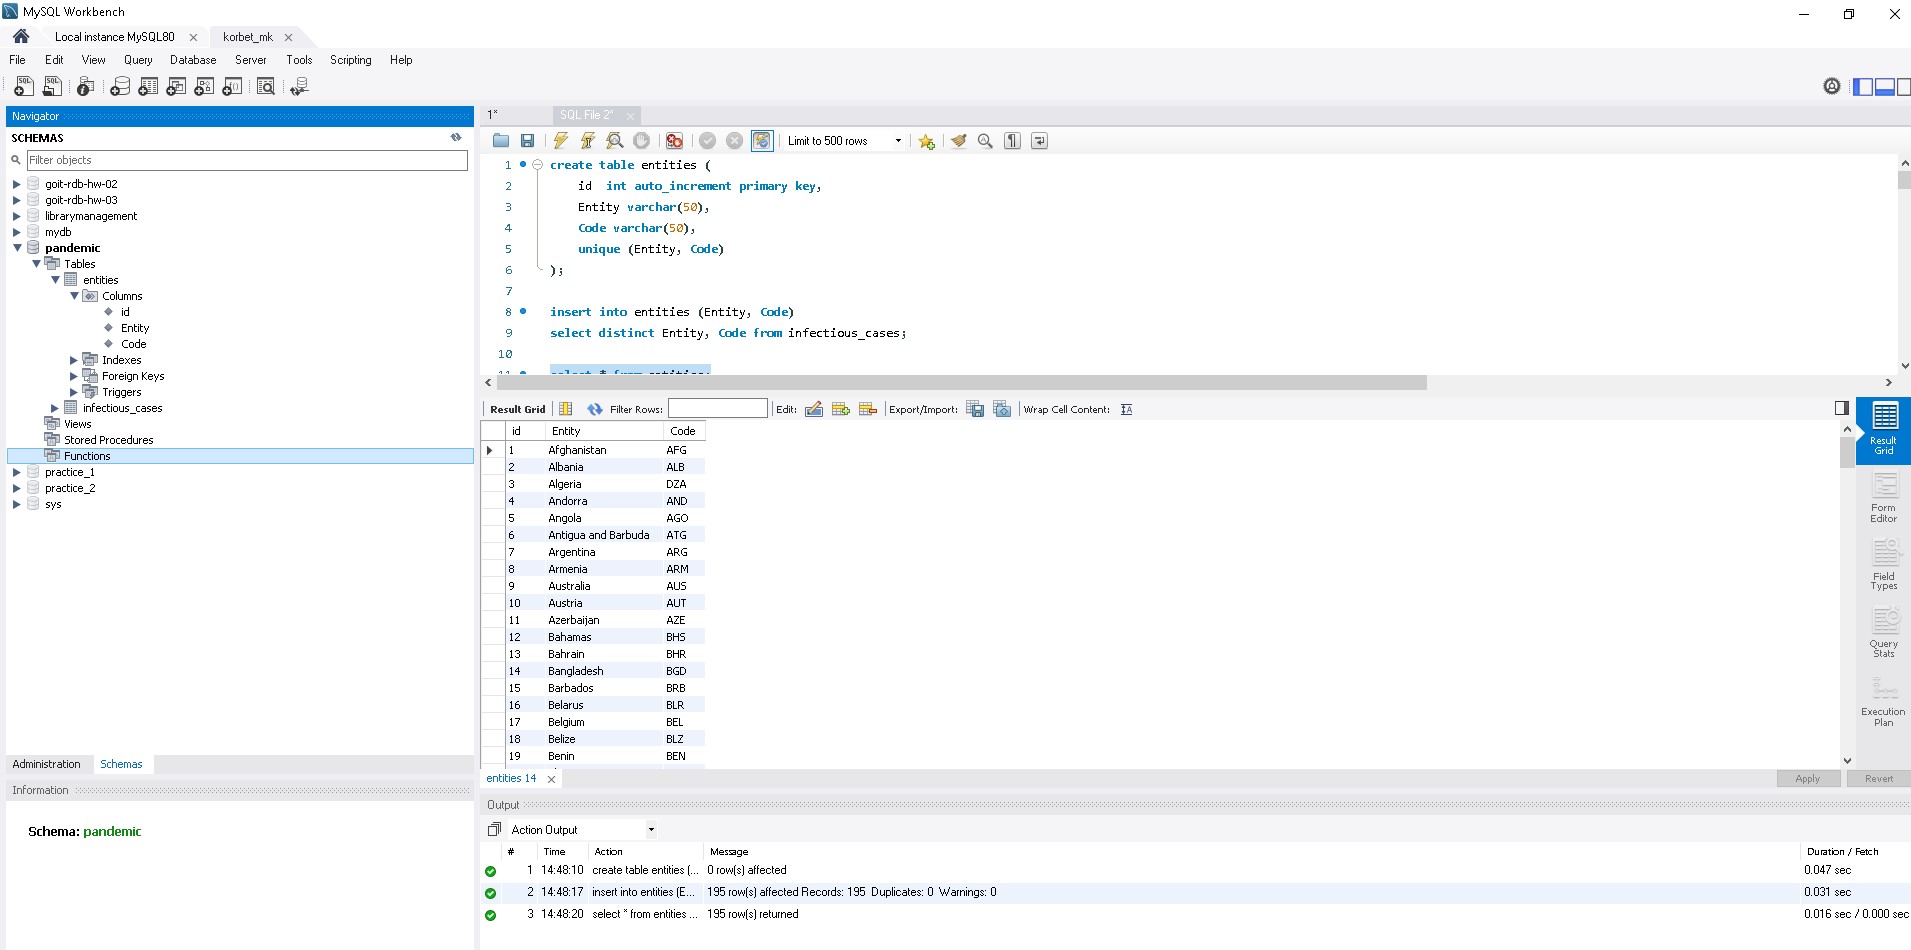 MySQL Workbench
Local instance MySQL80
korbet_mk
File Edit View Query Database Server Tools Scripting Help
Navigator
SCHEMAS
Filter objects
goit-rdb-hw-02
goit-rdb-hw-03
librarymanagement
mydb
pandemic
Tables
entities
Columns
id
Entity
Code
Indexes
Foreign Keys
Triggers
infectious_cases
Views
Stored Procedures
Functions
practice_1
practice_2
sys
Administration Schemas
Information
Schema: pandemic
1* SQL File 2*
Limit to 500 rows
1 create table entities (
2 id int auto_increment primary key,
3 Entity varchar(50),
4 Code varchar(50),
5 unique (Entity, Code)
6 );
7
8 insert into entities (Entity, Code)
9 select distinct Entity, Code from infectious_cases;
10
11 select * from entities;
Result Grid Filter Rows: Edit: Export/Import: Wrap Cell Content:
id Entity Code
1 Afghanistan AFG
2 Albania ALB
3 Algeria DZA
4 Andorra AND
5 Angola AGO
6 Antigua and Barbuda ATG
7 Argentina ARG
8 Armenia ARM
9 Australia AUS
10 Austria AUT
11 Azerbaijan AZE
12 Bahamas BHS
13 Bahrain BHR
14 Bangladesh BGD
15 Barbados BRB
16 Belarus BLR
17 Belgium BEL
18 Belize BLZ
19 Benin BEN
Result
Grid
Form
Editor
Field
Types
Query
Stats
Execution
Plan
entities 14
Apply Revert
Output
Action Output
# Time Action Message Duration / Fetch
1 14:48:10 create table entities (... 0 row(s) affected 0.047 sec
2 14:48:17 insert into entities (E... 195 row(s) affected Records: 195 Duplicates: 0 Warnings: 0 0.031 sec
3 14:48:20 select * from entities ... 195 row(s) returned 0.016 sec / 0.000 sec